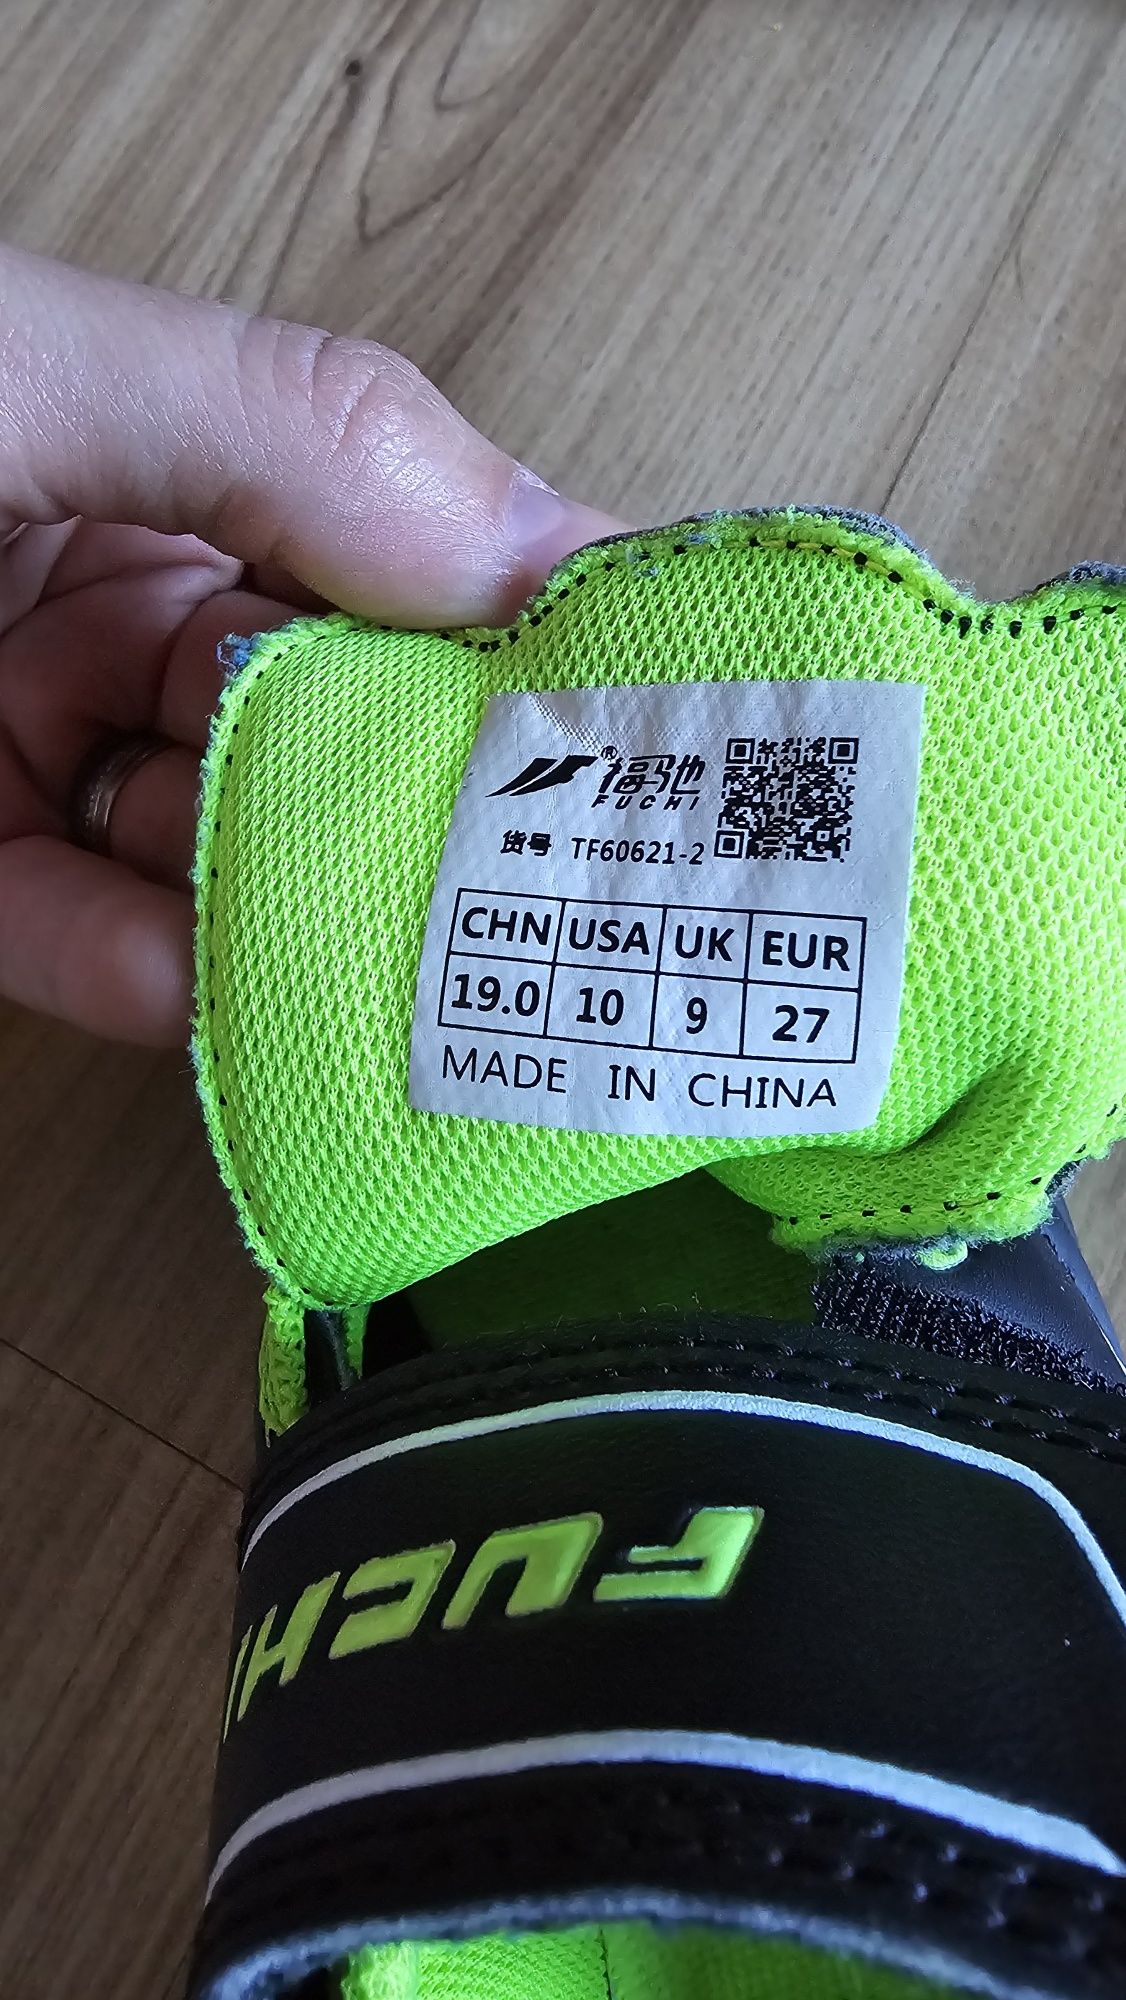 ® 福驰
FUCHI
货号 TF60621-2
CHN USA UK EUR
19.0 10 9 27
MADE IN CHINA
FUCHI